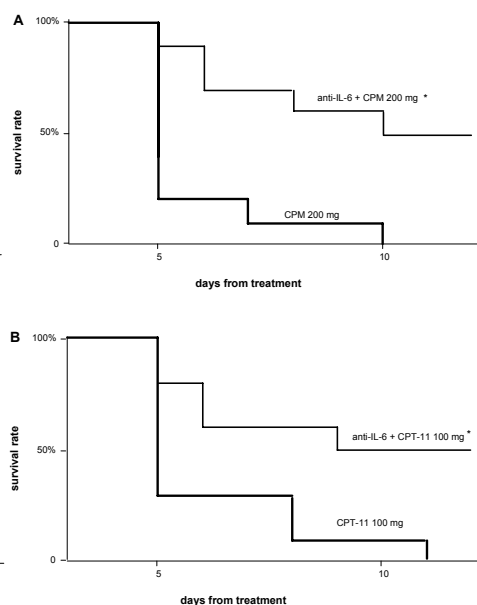 A
100%
anti-IL-6 + CPM 200 mg *
50%
survival rate
CPM 200 mg
0
5
10
days from treatment
B
100%
anti-IL-6 + CPT-11 100 mg *
50%
survival rate
CPT-11 100 mg
0
5
10
days from treatment